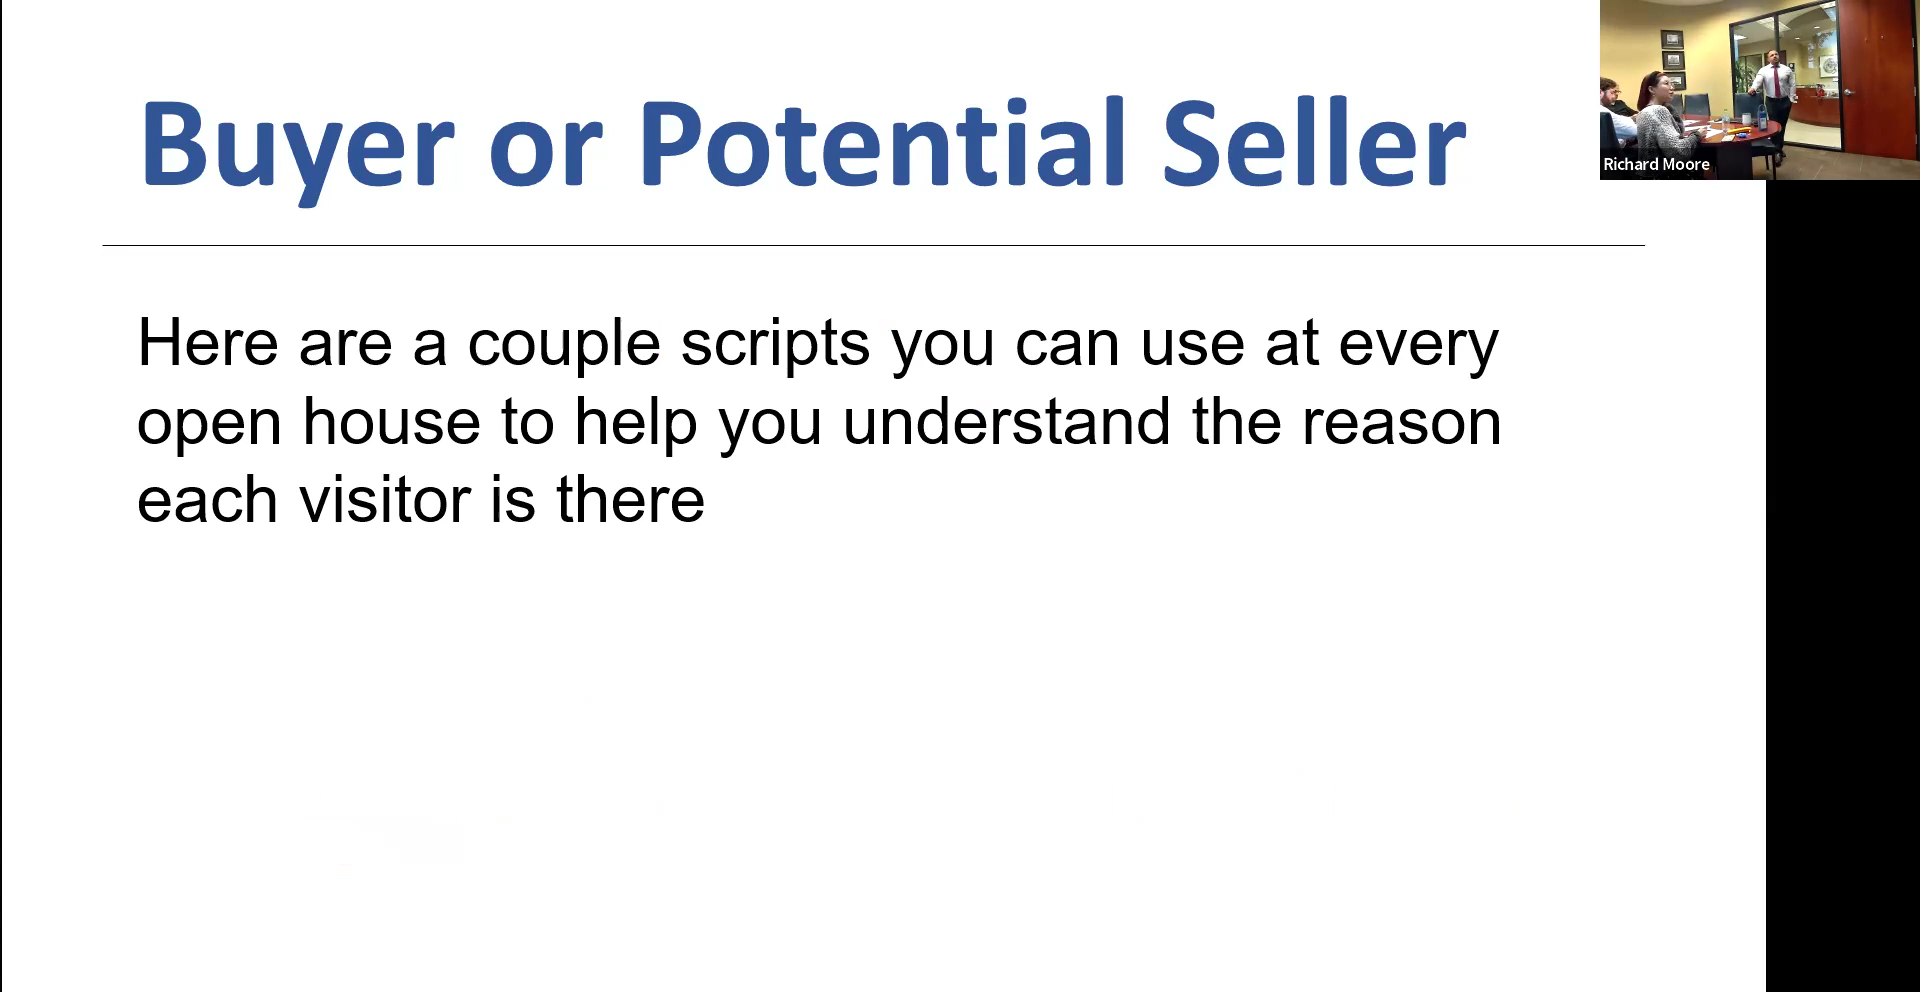 Buyer or Potential Seller
Richard Moore
Here are a couple scripts you can use at every
open house to help you understand the reason
each visitor is there